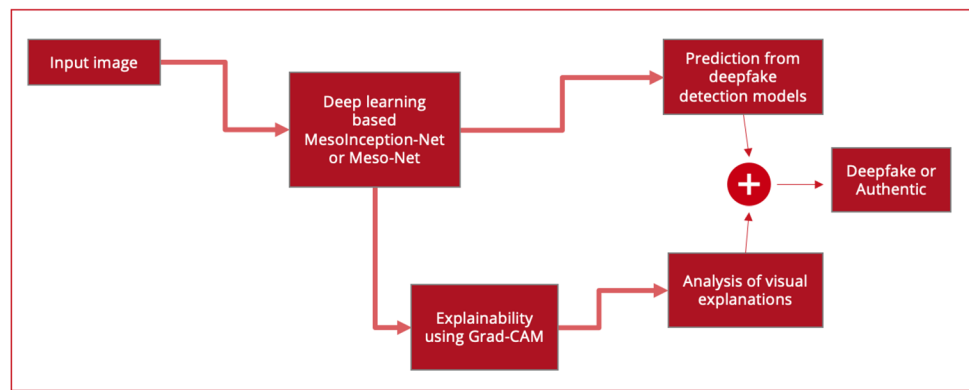 Input image
Deep learning
based
MesoInception-Net
or Meso-Net
Prediction from
deepfake
detection models
Deepfake or
Authentic
Analysis of visual
explanations
Explainability
using Grad-CAM